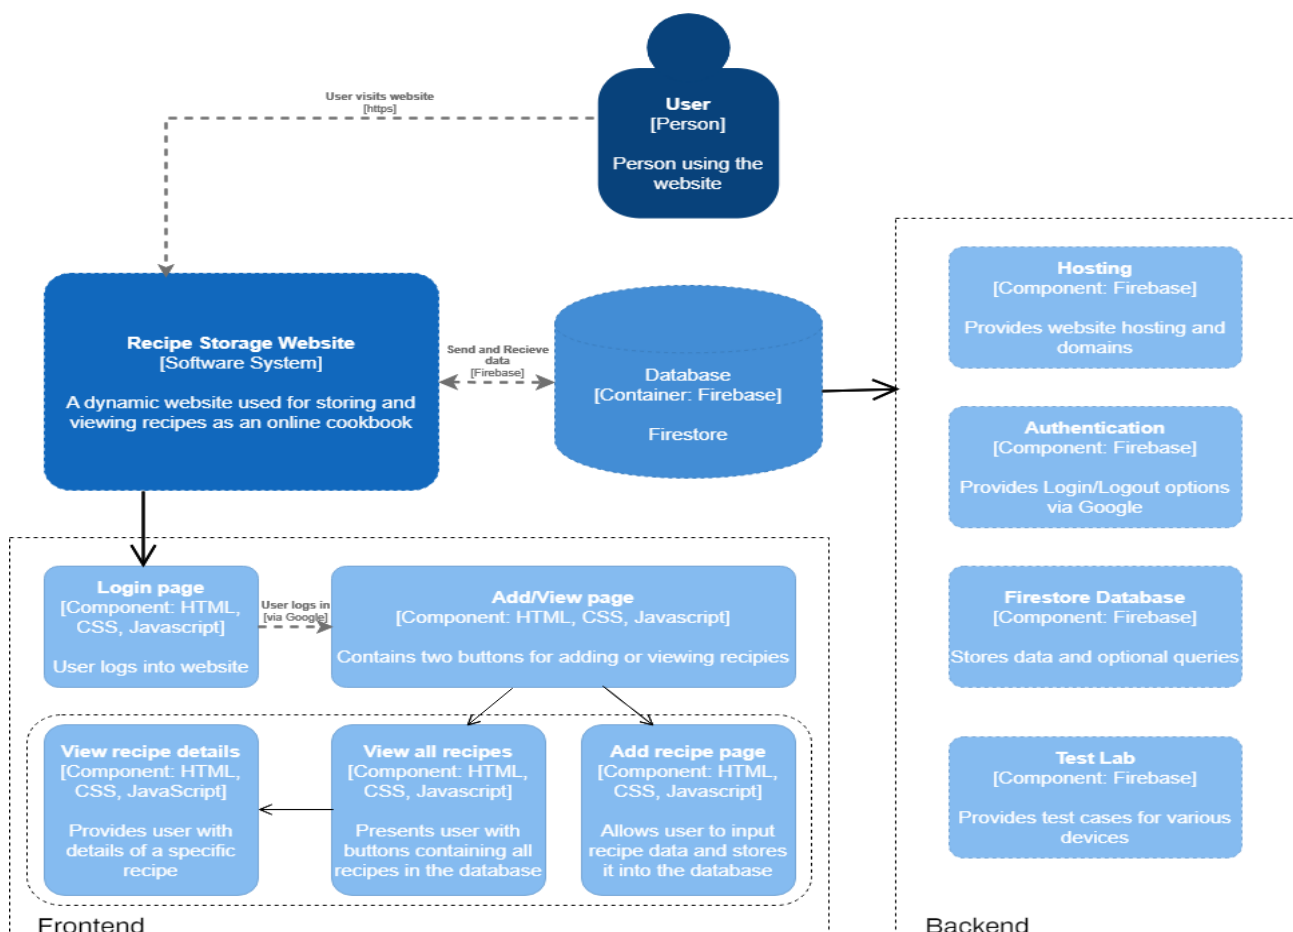 User visits website
[https]
User
[Person]
Person using the
website
Recipe Storage Website
[Software System]
A dynamic website used for storing and
viewing recipes as an online cookbook
Send and Recieve
data
[Firebase]
Database
[Container: Firebase]
Firestore
Hosting
[Component: Firebase]
Provides website hosting and
domains
Authentication
[Component: Firebase]
Provides Login/Logout options
via Google
Firestore Database
[Component: Firebase]
Stores data and optional queries
Test Lab
[Component: Firebase]
Provides test cases for various
devices
Backend
Login page
[Component: HTML,
CSS, Javascript]
User logs into website
User logs in
[via Google]
Add/View page
[Component: HTML, CSS, Javascript]
Contains two buttons for adding or viewing recipies
View recipe details
[Component: HTML,
CSS, JavaScript]
Provides user with
details of a specific
recipe
View all recipes
[Component: HTML,
CSS, Javascript]
Presents user with
buttons containing all
recipes in the database
Add recipe page
[Component: HTML,
CSS, Javascript]
Allows user to input
recipe data and stores
it into the database
Frontend